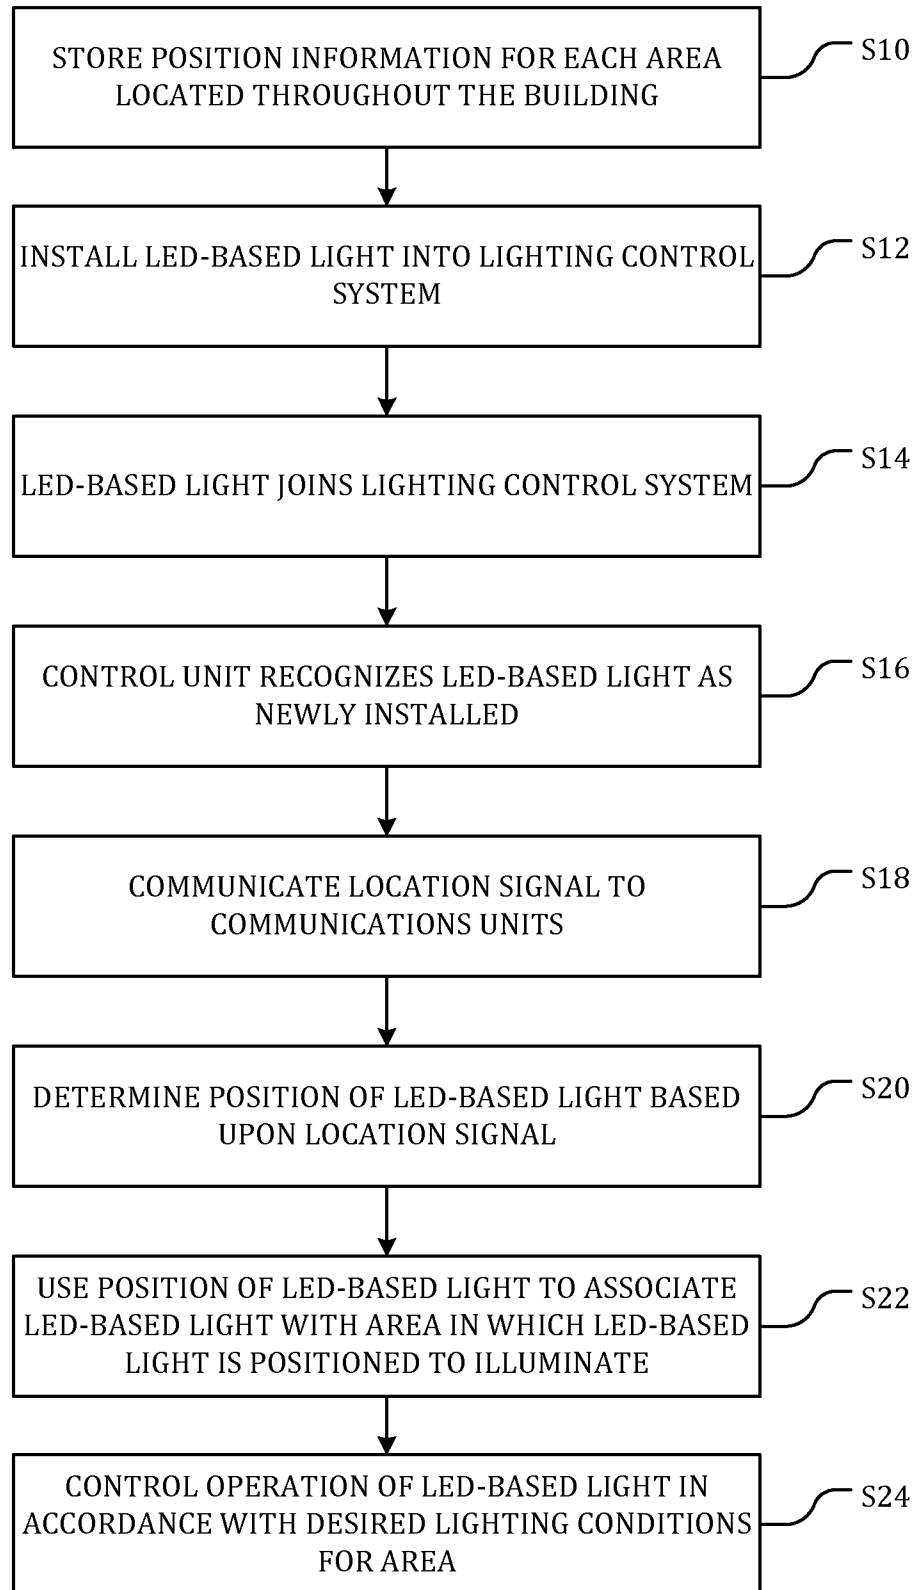 STORE POSITION INFORMATION FOR EACH AREA
LOCATED THROUGHOUT THE BUILDING
S10
INSTALL LED-BASED LIGHT INTO LIGHTING CONTROL
SYSTEM
S12
LED-BASED LIGHT JOINS LIGHTING CONTROL SYSTEM
S14
CONTROL UNIT RECOGNIZES LED-BASED LIGHT AS
NEWLY INSTALLED
S16
COMMUNICATE LOCATION SIGNAL TO
COMMUNICATIONS UNITS
S18
DETERMINE POSITION OF LED-BASED LIGHT BASED
UPON LOCATION SIGNAL
S20
USE POSITION OF LED-BASED LIGHT TO ASSOCIATE
LED-BASED LIGHT WITH AREA IN WHICH LED-BASED
LIGHT IS POSITIONED TO ILLUMINATE
S22
CONTROL OPERATION OF LED-BASED LIGHT IN
ACCORDANCE WITH DESIRED LIGHTING CONDITIONS
FOR AREA
S24